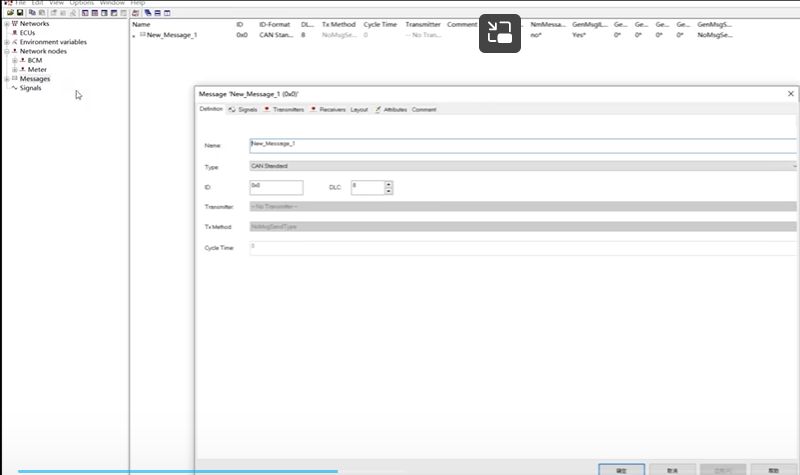 File Edit View Options Window Help
Networks
ECUs
Environment variables
Network nodes
BCM
Meter
Messages
Signals
Name ID ID-Format DL... Tx Method Cycle Time Transmitter Comment NmMessa... GenMsgIL... Ge... Ge... Ge... Ge... GenMsgS...
New_Message_1 0x0 CAN Stan... 8 NoMsgSe... 0 -- No Tran... no* Yes* 0* 0* 0* 0* NoMsgSe...
Message 'New_Message_1 (0x0)'
Definition Signals Transmitters Receivers Layout Attributes Comment
Name: New_Message_1
Type: CAN Standard
ID: 0x0 DLC: 8
Transmitter: -- No Transmitter --
Tx Method NoMsgSendType
Cycle Time: 0
确定 取消 应用(A) 帮助